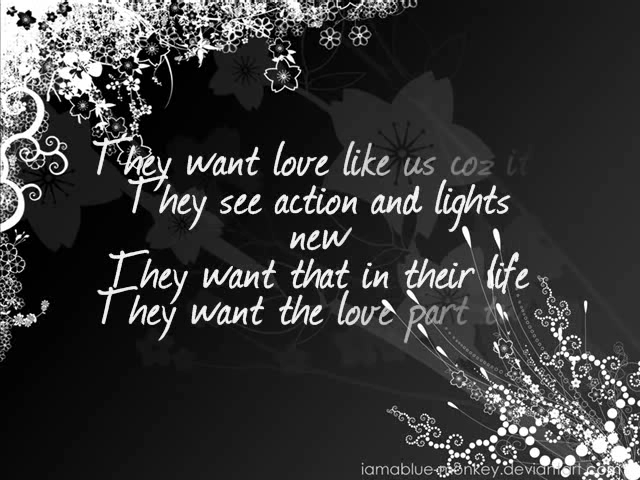 They want love like us coz it
They see action and lights
new
They want that in their life
They want the love part
iamablue-monkey.deviantart.com